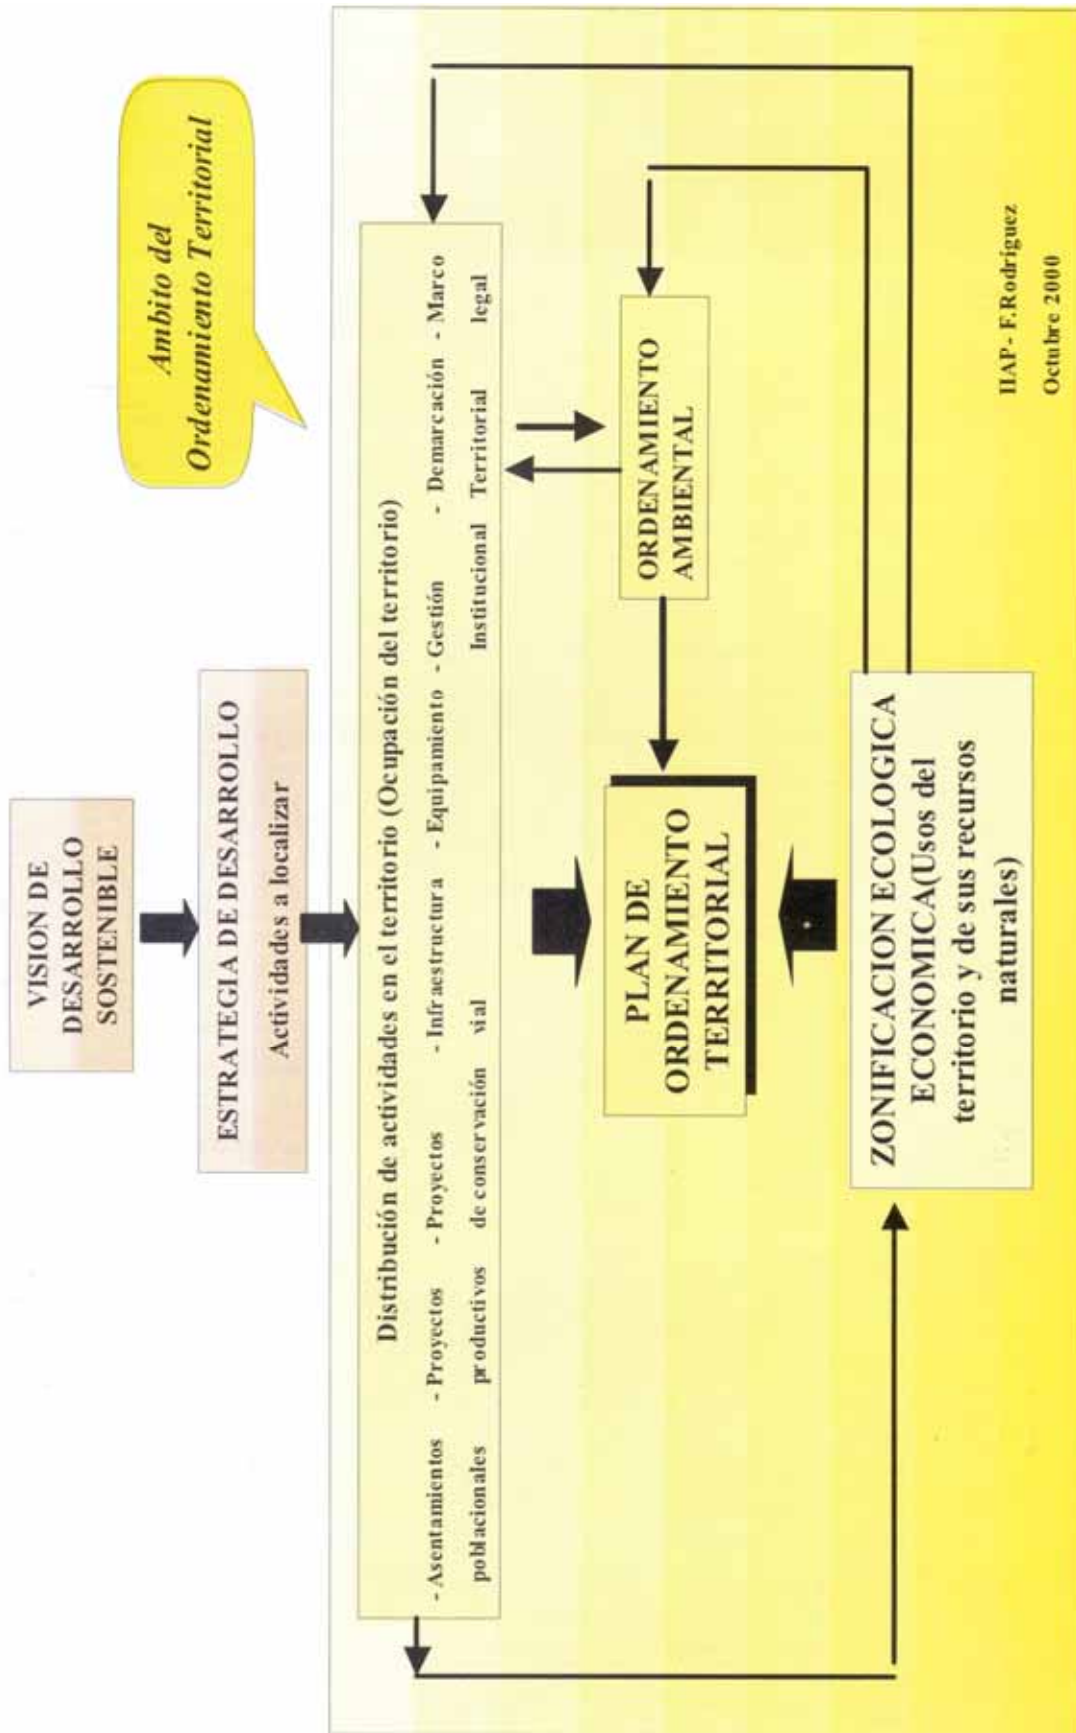 VISION DE
DESARROLLO
SOSTENIBLE
Ambito del
Ordenamiento Territorial
ESTRATEGIA DE DESARROLLO
Actividades a localizar
Distribución de actividades en el territorio (Ocupación del territorio)
- Asentamientos - Proyectos - Proyectos - Infraestructura - Equipamiento - Gestión - Demarcación - Marco
poblacionales productivos de conservación vial Institucional Territorial legal
PLAN DE
ORDENAMIENTO
TERRITORIAL
ORDENAMIENTO
AMBIENTAL
ZONIFICACION ECOLOGICA
ECONOMICA(Usos del
territorio y de sus recursos
naturales)
IIAP- F.Rodríguez
Octubre 2000